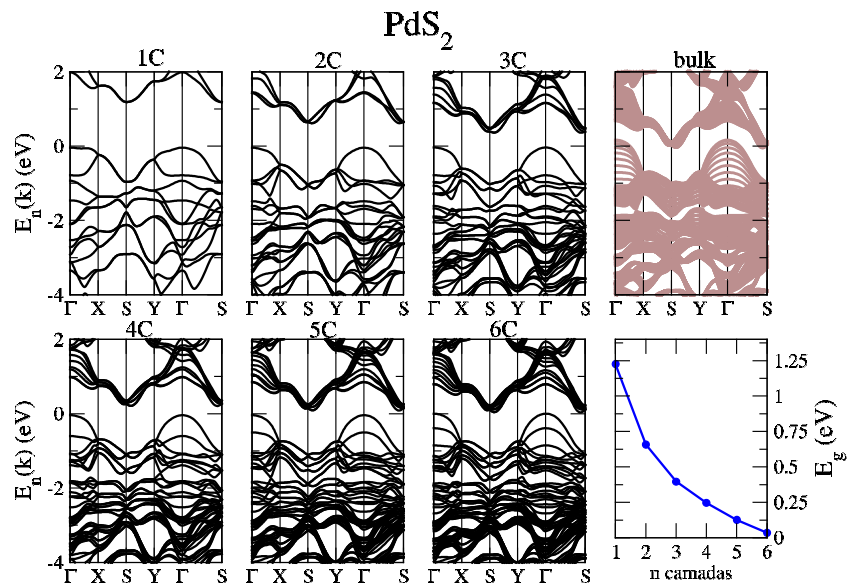 PdS2
1C 2C 3C bulk
2
0
-2
-4
En(k) (eV)
Γ X S Y Γ S Γ X S Y Γ S Γ X S Y Γ S Γ X S Y Γ S
4C 5C 6C
2
0
-2
-4
En(k) (eV)
Γ X S Y Γ S Γ X S Y Γ S Γ X S Y Γ S
1.25
1
0.75
0.5
0.25
0
Eg (eV)
1 2 3 4 5 6
n camadas